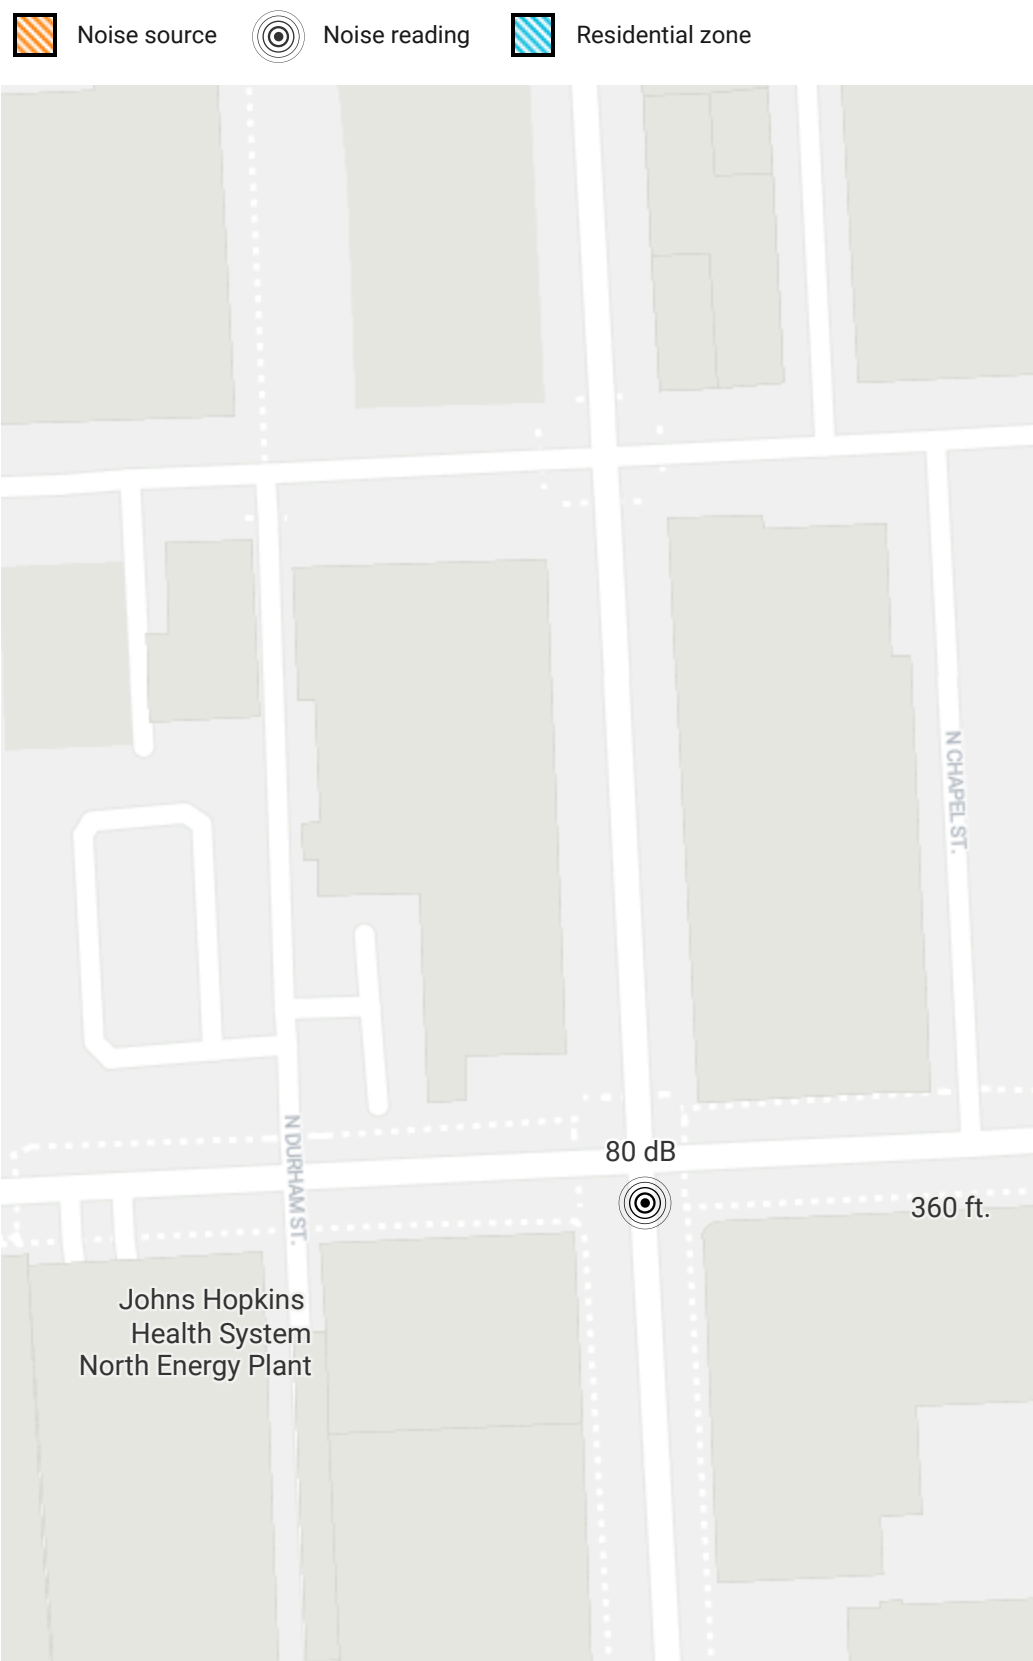 Noise source
Noise reading
Residential zone
N CHAPEL ST.
N DURHAM ST.
80 dB
360 ft.
Johns Hopkins
Health System
North Energy Plant